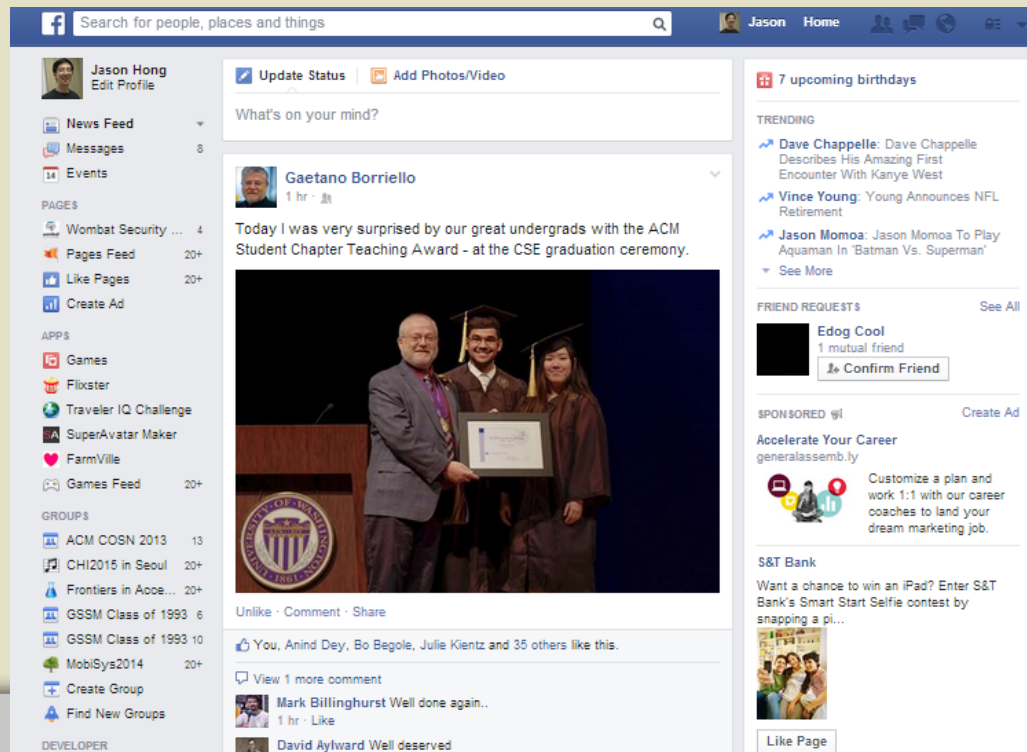 f
Search for people, places and things
Jason
Home
Jason Hong
Edit Profile
News Feed
Messages 8
14 Events
PAGES
Wombat Security ... 4
Pages Feed 20+
Like Pages 20+
Create Ad
APPS
Games
Flixster
Traveler IQ Challenge
SA SuperAvatar Maker
FarmVille
Games Feed 20+
GROUPS
ACM COSN 2013 13
CHI2015 in Seoul 20+
Frontiers in Acce... 20+
GSSM Class of 1993 6
GSSM Class of 1993 10
MobiSys2014 20+
Create Group
Find New Groups
DEVELOPER
Update Status
Add Photos/Video
What's on your mind?
Gaetano Borriello
1 hr ·
Today I was very surprised by our great undergrads with the ACM
Student Chapter Teaching Award - at the CSE graduation ceremony.
UNIVERSITY OF WASHINGTON
1861
Unlike · Comment · Share
You, Anind Dey, Bo Begole, Julie Kientz and 35 others like this.
View 1 more comment
Mark Billinghurst Well done again..
1 hr · Like
David Aylward Well deserved
7 upcoming birthdays
TRENDING
Dave Chappelle: Dave Chappelle
Describes His Amazing First
Encounter With Kanye West
Vince Young: Young Announces NFL
Retirement
Jason Momoa: Jason Momoa To Play
Aquaman In 'Batman Vs. Superman'
See More
FRIEND REQUESTS See All
Edog Cool
1 mutual friend
Confirm Friend
SPONSORED Create Ad
Accelerate Your Career
generalassemb.ly
Customize a plan and
work 1:1 with our career
coaches to land your
dream marketing job.
S&T Bank
Want a chance to win an iPad? Enter S&T
Bank's Smart Start Selfie contest by
snapping a pi...
Like Page